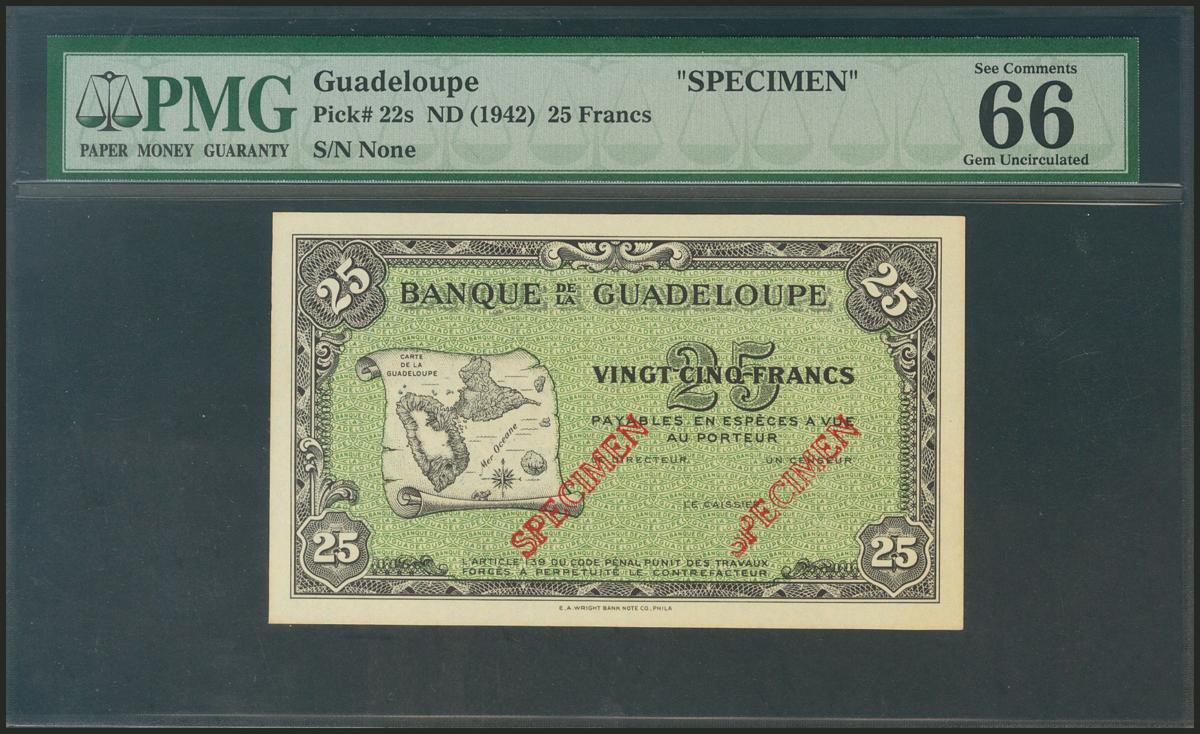 PMG
PAPER MONEY GUARANTY
Guadeloupe "SPECIMEN"
Pick# 22s ND (1942) 25 Francs
S/N None
See Comments
66
Gem Uncirculated
25
25
BANQUE DE LA GUADELOUPE
CARTE
DE LA
GUADELOUPE
Mer Oceane
25
VINGT-CINQ-FRANCS
PAYABLES EN ESPÈCES A VUE
AU PORTEUR
LE DIRECTEUR UN CENSEUR
LE CAISSIER
SPECIMEN
SPECIMEN
25
25
L'ARTICLE 139 DU CODE PÉNAL PUNIT DES TRAVAUX
FORCÉS À PERPÉTUITÉ LE CONTREFACTEUR
E.A. WRIGHT BANK NOTE CO., PHILA